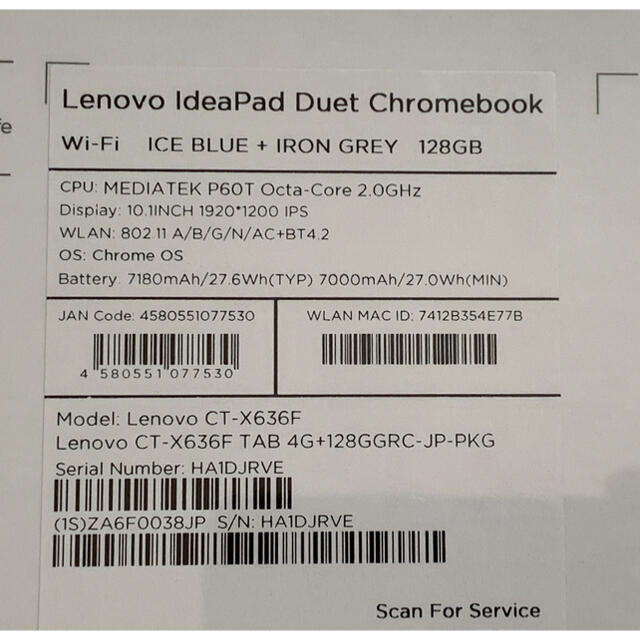 fe
Lenovo IdeaPad Duet Chromebook
Wi-Fi ICE BLUE + IRON GREY 128GB
CPU: MEDIATEK P60T Octa-Core 2.0GHz
Display: 10.1INCH 1920*1200 IPS
WLAN: 802.11 A/B/G/N/AC+BT4.2
OS: Chrome OS
Battery: 7180mAh/27.6Wh(TYP) 7000mAh/27.0Wh(MIN)
JAN Code: 4580551077530
4 580551 077530
WLAN MAC ID: 7412B354E77B
Model: Lenovo CT-X636F
Lenovo CT-X636F TAB 4G+128GGRC-JP-PKG
Serial Number: HA1DJRVE
(1S)ZA6F0038JP S/N: HA1DJRVE
Scan For Service